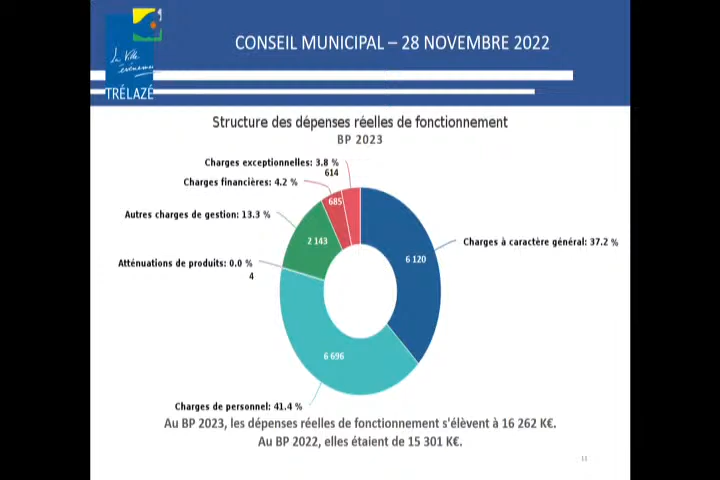 CONSEIL MUNICIPAL – 28 NOVEMBRE 2022
La Ville
TRÉLAZÉ
Structure des dépenses réelles de fonctionnement
BP 2023
Charges exceptionnelles: 3.8 %
614
Charges financières: 4.2 %
685
Autres charges de gestion: 13.3 %
2 143
Charges à caractère général: 37.2 %
6 120
Atténuations de produits: 0.0 %
4
6 696
Charges de personnel: 41.4 %
Au BP 2023, les dépenses réelles de fonctionnement s'élèvent à 16 262 K€.
Au BP 2022, elles étaient de 15 301 K€.